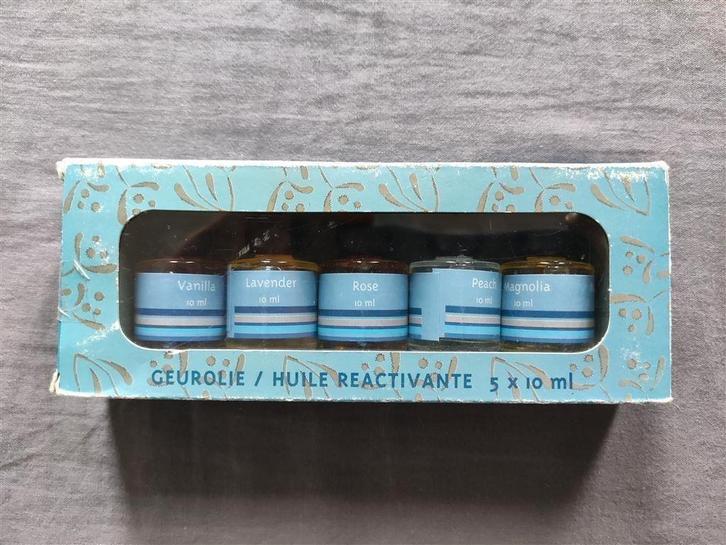 Vanilla
10 ml
Lavender
10 ml
Rose
10 ml
Peach
10 ml
Magnolia
10 ml
GEUROLIE / HUILE REACTIVANTE 5 x 10 ml